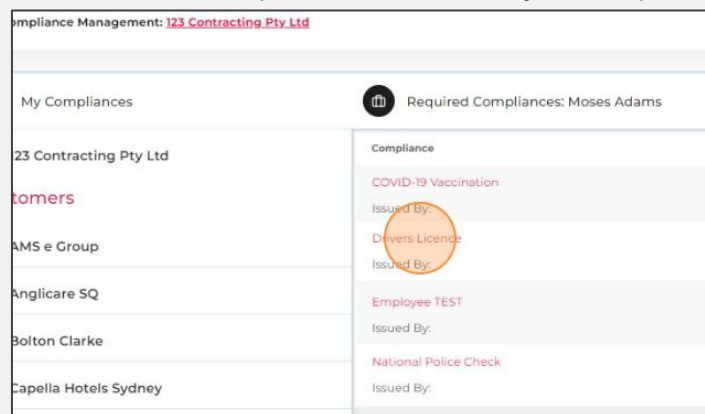 ompliance Management: 123 Contracting Pty Ltd
My Compliances
123 Contracting Pty Ltd
tomers
AMS e Group
Anglicare SQ
Bolton Clarke
Capella Hotels Sydney
Required Compliances: Moses Adams
Compliance
COVID-19 Vaccination
Issued By:
Drivers Licence
Issued By:
Employee TEST
Issued By:
National Police Check
Issued By: